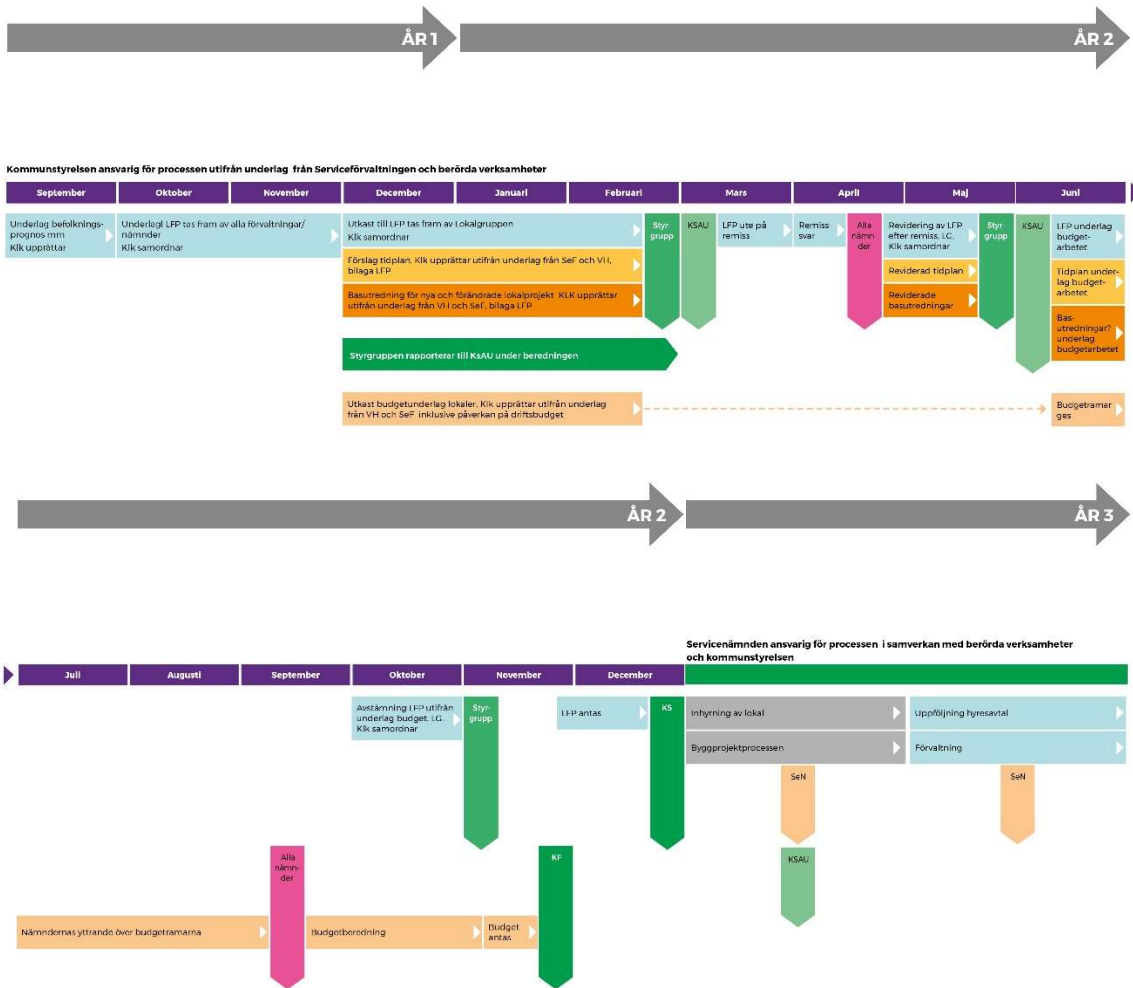 ÅR 1
ÅR 2
Kommunstyrelsen ansvarig för processen utifrån underlag från Serviceförvaltningen och berörda verksamheter
September
Oktober
November
December
Januari
Februari
Mars
April
Maj
Juni
Underlag befolknings-
prognos mm
Klk upprättar
Underlagl LFP tas fram av alla förvaltningar/
nämnder
Klk samordnar
Utkast till LFP tas fram av Lokalgruppen
Klk samordnar
Förslag tidplan, Klk upprättar utifrån underlag från SeF och VH,
bilaga LFP
Basutredning för nya och förändrade lokalprojekt KLK upprättar
utifrån underlag från VH och SeF, bilaga LFP
Styrgruppen rapporterar till KsAU under beredningen
Utkast budgetunderlag lokaler, Klk upprättar utifrån underlag
från VH och SeF inklusive påverkan på driftsbudget
Styr
grupp
KSAU
LFP ute på
remiss
Remiss
svar
Alla
nämn
der
Revidering av LFP
efter remiss, LG,
Klk samordnar
Reviderad tidplan
Reviderade
basutredningar
Styr
grupp
KSAU
LFP underlag
budget-
arbetet
Tidplan under-
lag budget-
arbetet
Bas-
utredningar?
underlag
budgetarbetet
Budgetramar
ges
ÅR 2
ÅR 3
Servicenämnden ansvarig för processen i samverkan med berörda verksamheter
och kommunstyrelsen
Juli
Augusti
September
Oktober
November
December
Avstämning LFP utifrån
underlag budget, LG,
Klk samordnar
Styr-
grupp
LFP antas
KS
Inhyrning av lokal
Uppföljning hyresavtal
Byggprojektprocessen
Förvaltning
SeN
SeN
KSAU
Alla
nämn-
der
KF
Nämndernas yttrande över budgetramarna
Budgetberedning
Budget
antas